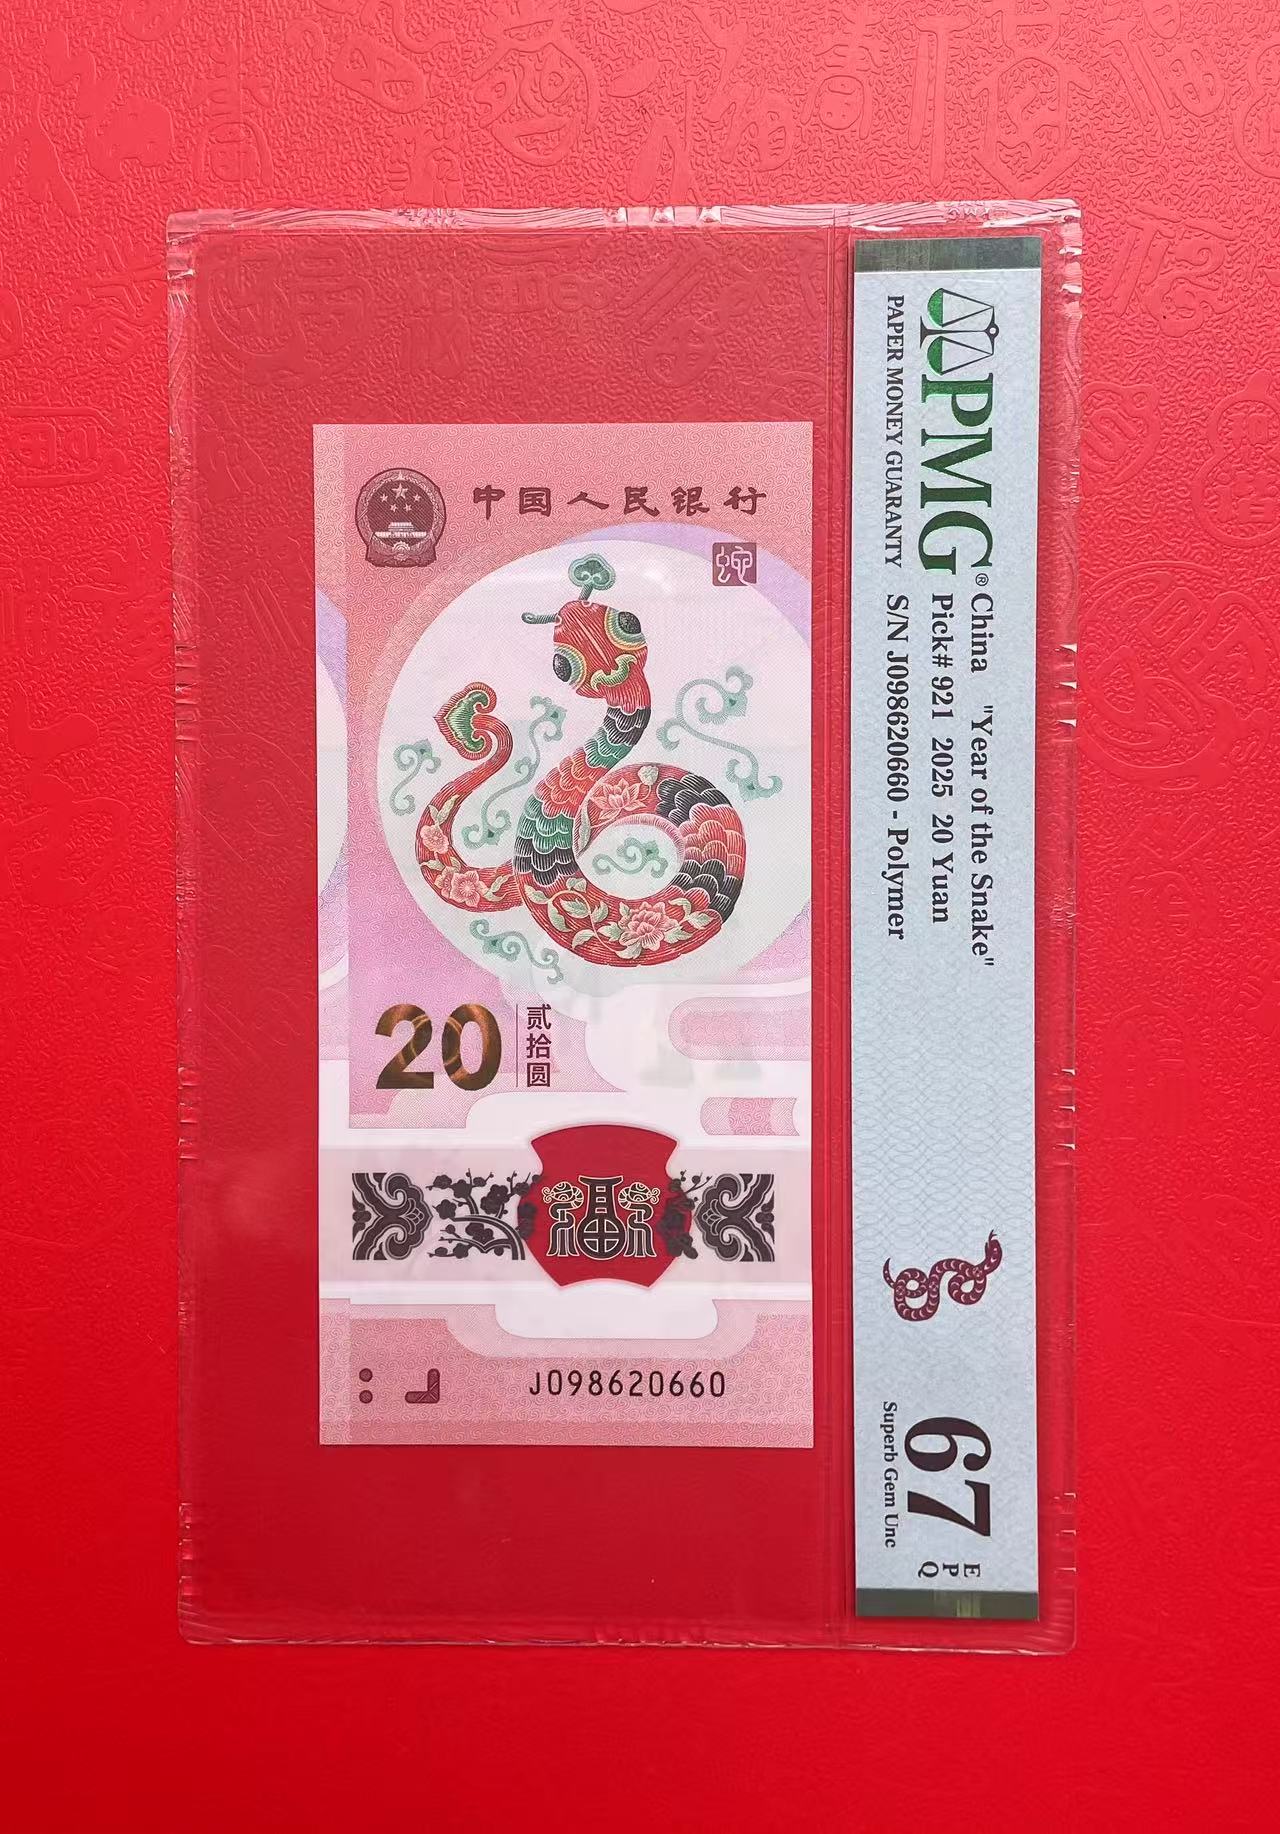 中国人民银行
蛇
20
贰拾圆
福
J098620660
PMG®
PAPER MONEY GUARANTY
China "Year of the Snake"
Pick# 921 2025 20 Yuan
S/N J098620660 - Polymer
67
EPQ
Superb Gem Unc